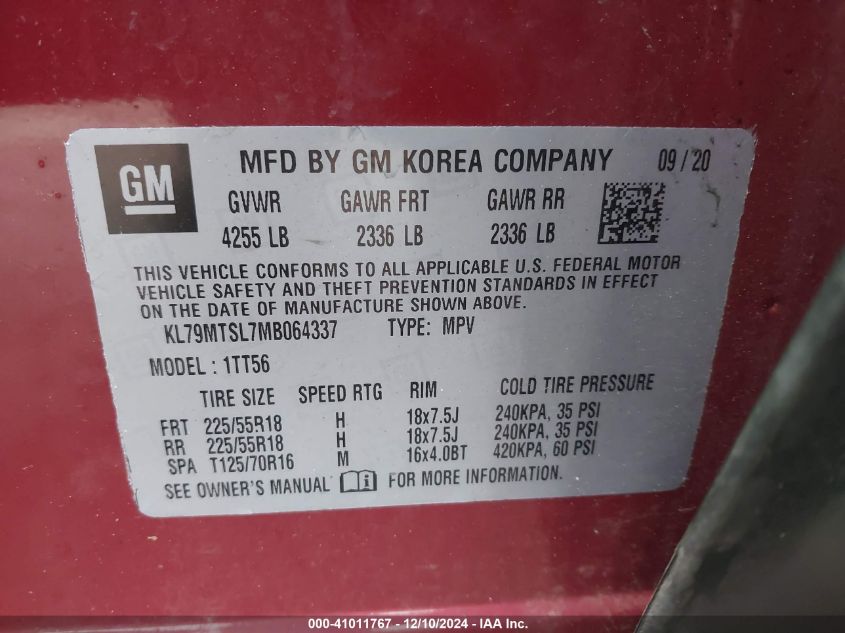 GM
MFD BY GM KOREA COMPANY 09 / 20
GVWR GAWR FRT GAWR RR
4255 LB 2336 LB 2336 LB
THIS VEHICLE CONFORMS TO ALL APPLICABLE U.S. FEDERAL MOTOR
VEHICLE SAFETY AND THEFT PREVENTION STANDARDS IN EFFECT
ON THE DATE OF MANUFACTURE SHOWN ABOVE.
KL79MTSL7MB064337 TYPE: MPV
MODEL : 1TT56
TIRE SIZE SPEED RTG RIM COLD TIRE PRESSURE
FRT 225/55R18 H 18x7.5J 240KPA, 35 PSI
RR 225/55R18 H 18x7.5J 240KPA, 35 PSI
SPA T125/70R16 M 16x4.0BT 420KPA, 60 PSI
SEE OWNER'S MANUAL FOR MORE INFORMATION.
000-41011767 - 12/10/2024 - IAA Inc.